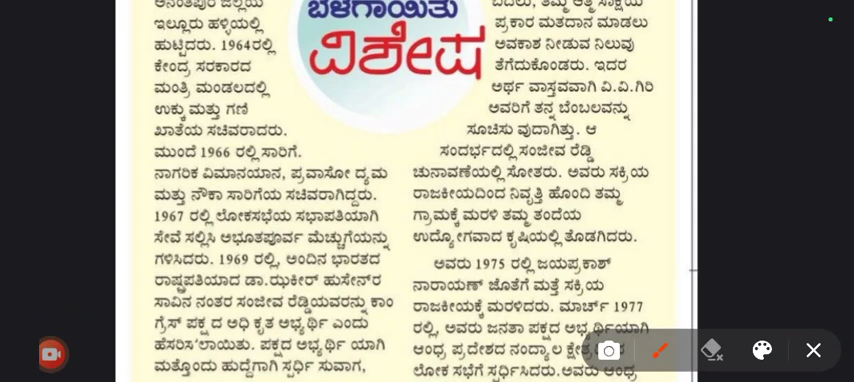 ಅನಂತಪುರ ಜಿಲ್ಲೆಯ
ಇಲ್ಲೂರು ಹಳ್ಳಿಯಲ್ಲಿ
ಹುಟ್ಟಿದರು. 1964ರಲ್ಲಿ
ಕೇಂದ್ರ ಸರಕಾರದ
ಮಂತ್ರಿ ಮಂಡಲದಲ್ಲಿ
ಉಕ್ಕು ಮತ್ತು ಗಣಿ
ಖಾತೆಯ ಸಚಿವರಾದರು.
ಮುಂದೆ 1966 ರಲ್ಲಿ ಸಾರಿಗೆ.
ನಾಗರಿಕ ವಿಮಾನಯಾನ, ಪ್ರವಾಸೋ ದ್ಯಮ
ಮತ್ತು ನೌಕಾ ಸಾರಿಗೆಯ ಸಚಿವರಾಗಿದ್ದರು.
1967 ರಲ್ಲಿ ಲೋಕಸಭೆಯ ಸಭಾಪತಿಯಾಗಿ
ಸೇವೆ ಸಲ್ಲಿಸಿ ಅಭೂತಪೂರ್ವ ಮೆಚ್ಚುಗೆಯನ್ನು
ಗಳಿಸಿದರು. 1969 ರಲ್ಲಿ, ಅಂದಿನ ಭಾರತದ
ರಾಷ್ಟ್ರಪತಿಯಾದ ಡಾ.ಝಕೀರ್ ಹುಸೇನ್‌ರ
ಸಾವಿನ ನಂತರ ಸಂಜೀವ ರೆಡ್ಡಿಯವರನ್ನು ಕಾಂ
ಗ್ರೆಸ್ ಪಕ್ಷ ದ ಅಧಿ ಕೃತ ಅಭ್ಯ ರ್ಥಿ ಎಂದು
ಹೆಸರಿಸಿ'ಲಾಯಿತು. ಪಕ್ಷದ ಅಭ್ಯ ರ್ಥಿ ಯಾಗಿ
ಮತ್ತೊಂದು ಹುದ್ದೆಗಾಗಿ ಸ್ಪರ್ಧಿ ಸುವಾಗ,
ಬೆಳಗಾಯಿತು
ವಿಶೇಷ
ಬದಲು, ತಮ್ಮ ಆತ್ಮ ಸಾಕ್ಷಿಯ
ಪ್ರಕಾರ ಮತದಾನ ಮಾಡಲು
ಅವಕಾಶ ನೀಡುವ ನಿಲುವು
ತೆಗೆದುಕೊಂಡರು. ಇದರ
ಅರ್ಥ ವಾಸ್ತವವಾಗಿ ವಿ.ವಿ.ಗಿರಿ
ಅವರಿಗೆ ತನ್ನ ಬೆಂಬಲವನ್ನು
ಸೂಚಿಸು ವುದಾಗಿತ್ತು. ಆ
ಸಂದರ್ಭದಲ್ಲಿ ಸಂಜೀವ ರೆಡ್ಡಿ
ಚುನಾವಣೆಯಲ್ಲಿ ಸೋತರು. ಅವರು ಸಕ್ರಿಯ
ರಾಜಕೀಯದಿಂದ ನಿವೃತ್ತಿ ಹೊಂದಿ ತಮ್ಮ
ಗ್ರಾಮಕ್ಕೆ ಮರಳಿ ತಮ್ಮ ತಂದೆಯ
ಉದ್ಯೋಗವಾದ ಕೃಷಿಯಲ್ಲಿ ತೊಡಗಿದರು.
ಅವರು 1975 ರಲ್ಲಿ ಜಯಪ್ರಕಾಶ್
ನಾರಾಯಣ್ ಜೊತೆಗೆ ಮತ್ತೆ ಸಕ್ರಿಯ
ರಾಜಕೀಯಕ್ಕೆ ಮರಳಿದರು. ಮಾರ್ಚ್ 1977
ರಲ್ಲಿ, ಅವರು ಜನತಾ ಪಕ್ಷದ ಅಭ್ಯರ್ಥಿಯಾಗಿ
ಆಂಧ್ರ ಪ್ರದೇಶದ ನಂದ್ಯಾಲ
ಲೋಕ ಸಭೆಗೆ ಸ್ಪರ್ಧಿಸಿದರು.ಅವರು ಆಂಧ್ರ